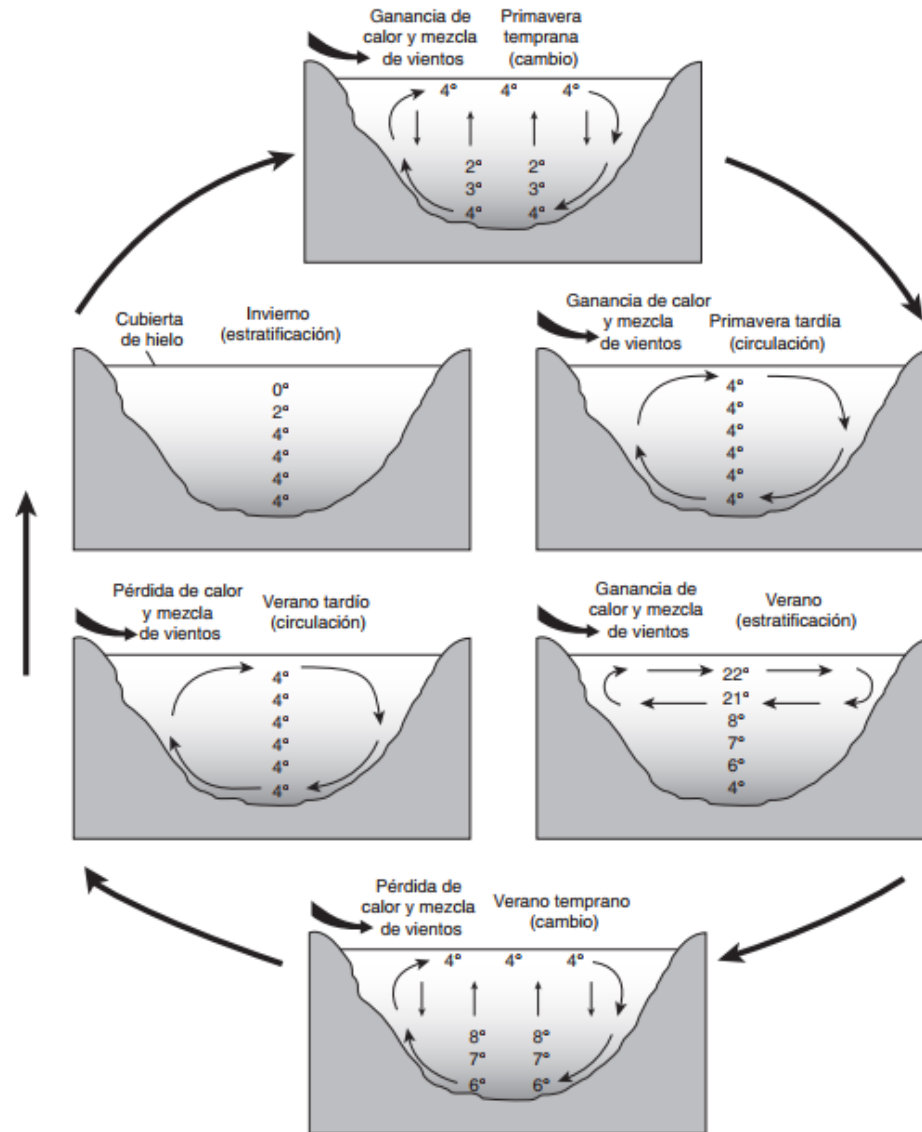 Ganancia de
calor y mezcla
de vientos
Primavera
temprana
(cambio)
4° 4° 4°
2° 2°
3° 3°
4° 4°
Cubierta
de hielo
Invierno
(estratificación)
0°
2°
4°
4°
4°
4°
Ganancia de calor
y mezcla
de vientos
Primavera tardía
(circulación)
4°
4°
4°
4°
4°
4°
Pérdida de calor
y mezcla
de vientos
Verano tardío
(circulación)
4°
4°
4°
4°
4°
4°
Ganancia de
calor y mezcla
de vientos
Verano
(estratificación)
22°
21°
8°
7°
6°
4°
Pérdida de
calor y mezcla
de vientos
Verano temprano
(cambio)
4° 4° 4°
8° 8°
7° 7°
6° 6°